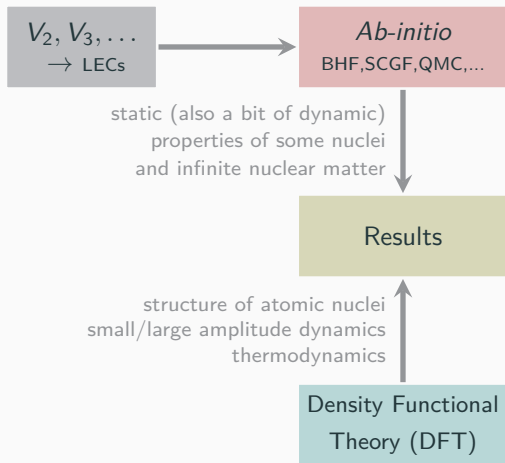 V₂, V₃, ...
→ LECs
Ab-initio
BHF,SCGF,QMC,...
static (also a bit of dynamic)
properties of some nuclei
and infinite nuclear matter
Results
structure of atomic nuclei
small/large amplitude dynamics
thermodynamics
Density Functional
Theory (DFT)